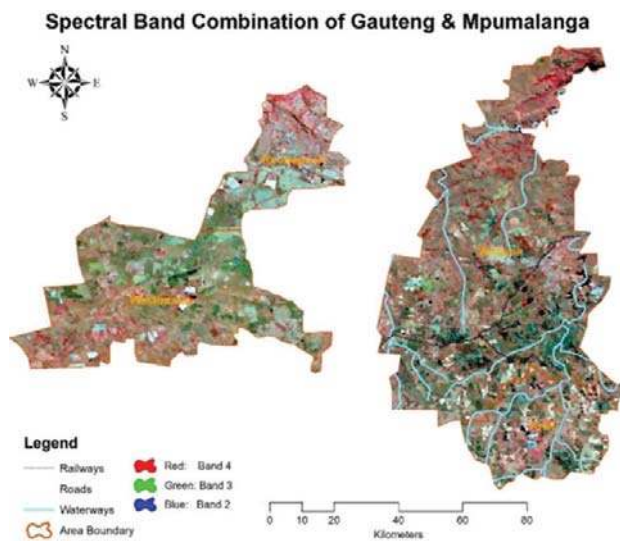 Spectral Band Combination of Gauteng & Mpumalanga
N
W E
S
Legend
Railways
Roads
Waterways
Area Boundary
Red: Band 4
Green: Band 3
Blue: Band 2
0 10 20 40 60 80
Kilometers